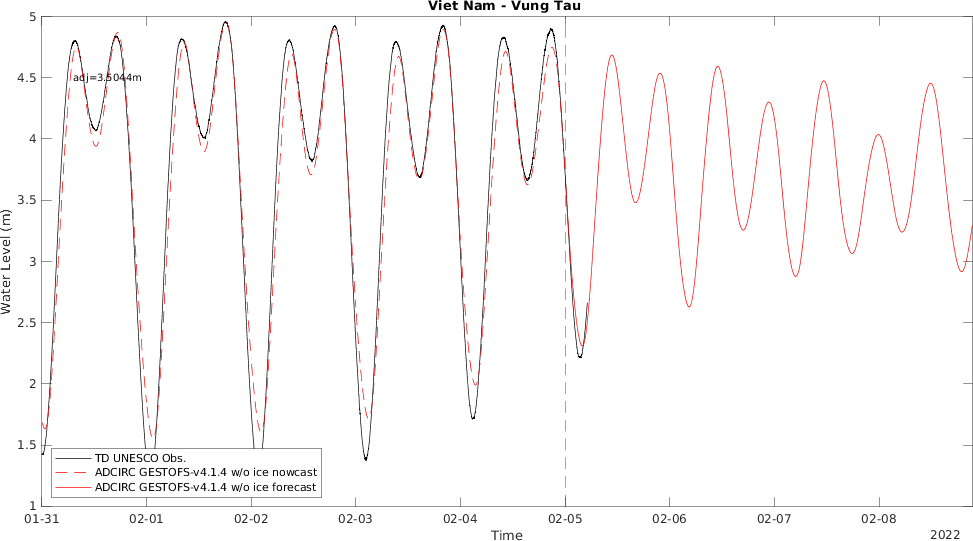 Viet Nam - Vung Tau
5
4.5
4
3.5
3
2.5
2
1.5
1
Water Level (m)
adj=3.5044m
TD UNESCO Obs.
ADCIRC GESTOFS-v4.1.4 w/o ice nowcast
ADCIRC GESTOFS-v4.1.4 w/o ice forecast
01-31 02-01 02-02 02-03 02-04 02-05 02-06 02-07 02-08
Time
2022